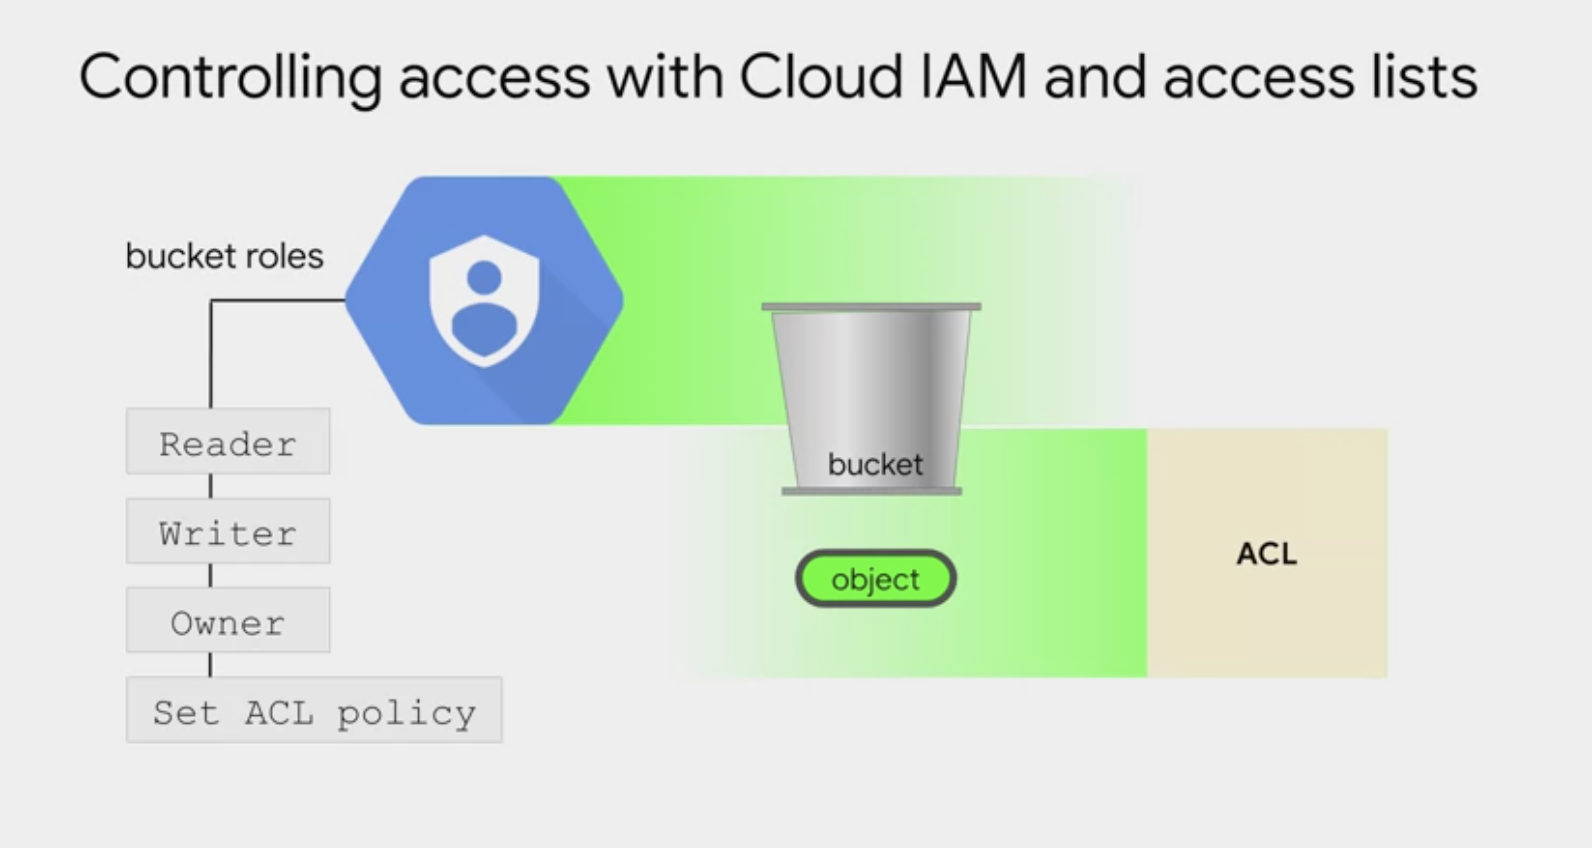 Controlling access with Cloud IAM and access lists
bucket roles
Reader
Writer
Owner
Set ACL policy
bucket
object
ACL